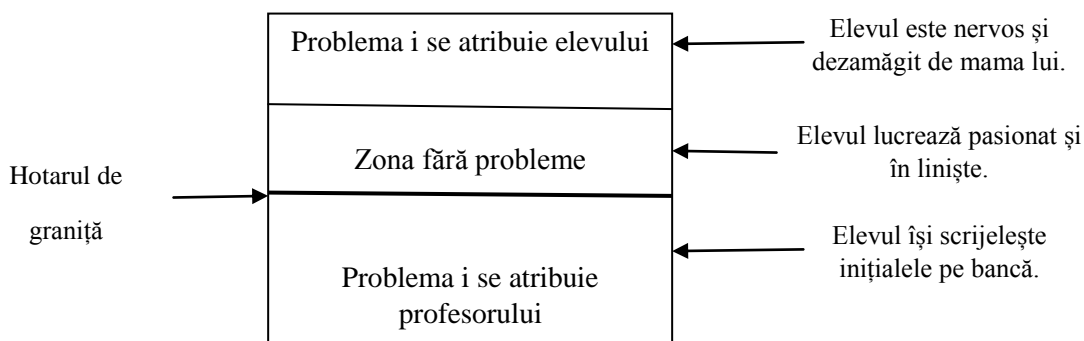 Problema i se atribuie elevului
Elevul este nervos și
dezamăgit de mama lui.
Zona fără probleme
Elevul lucrează pasionat și
în liniște.
Hotarul de
graniță
Elevul își scrijelește
inițialele pe bancă.
Problema i se atribuie
profesorului